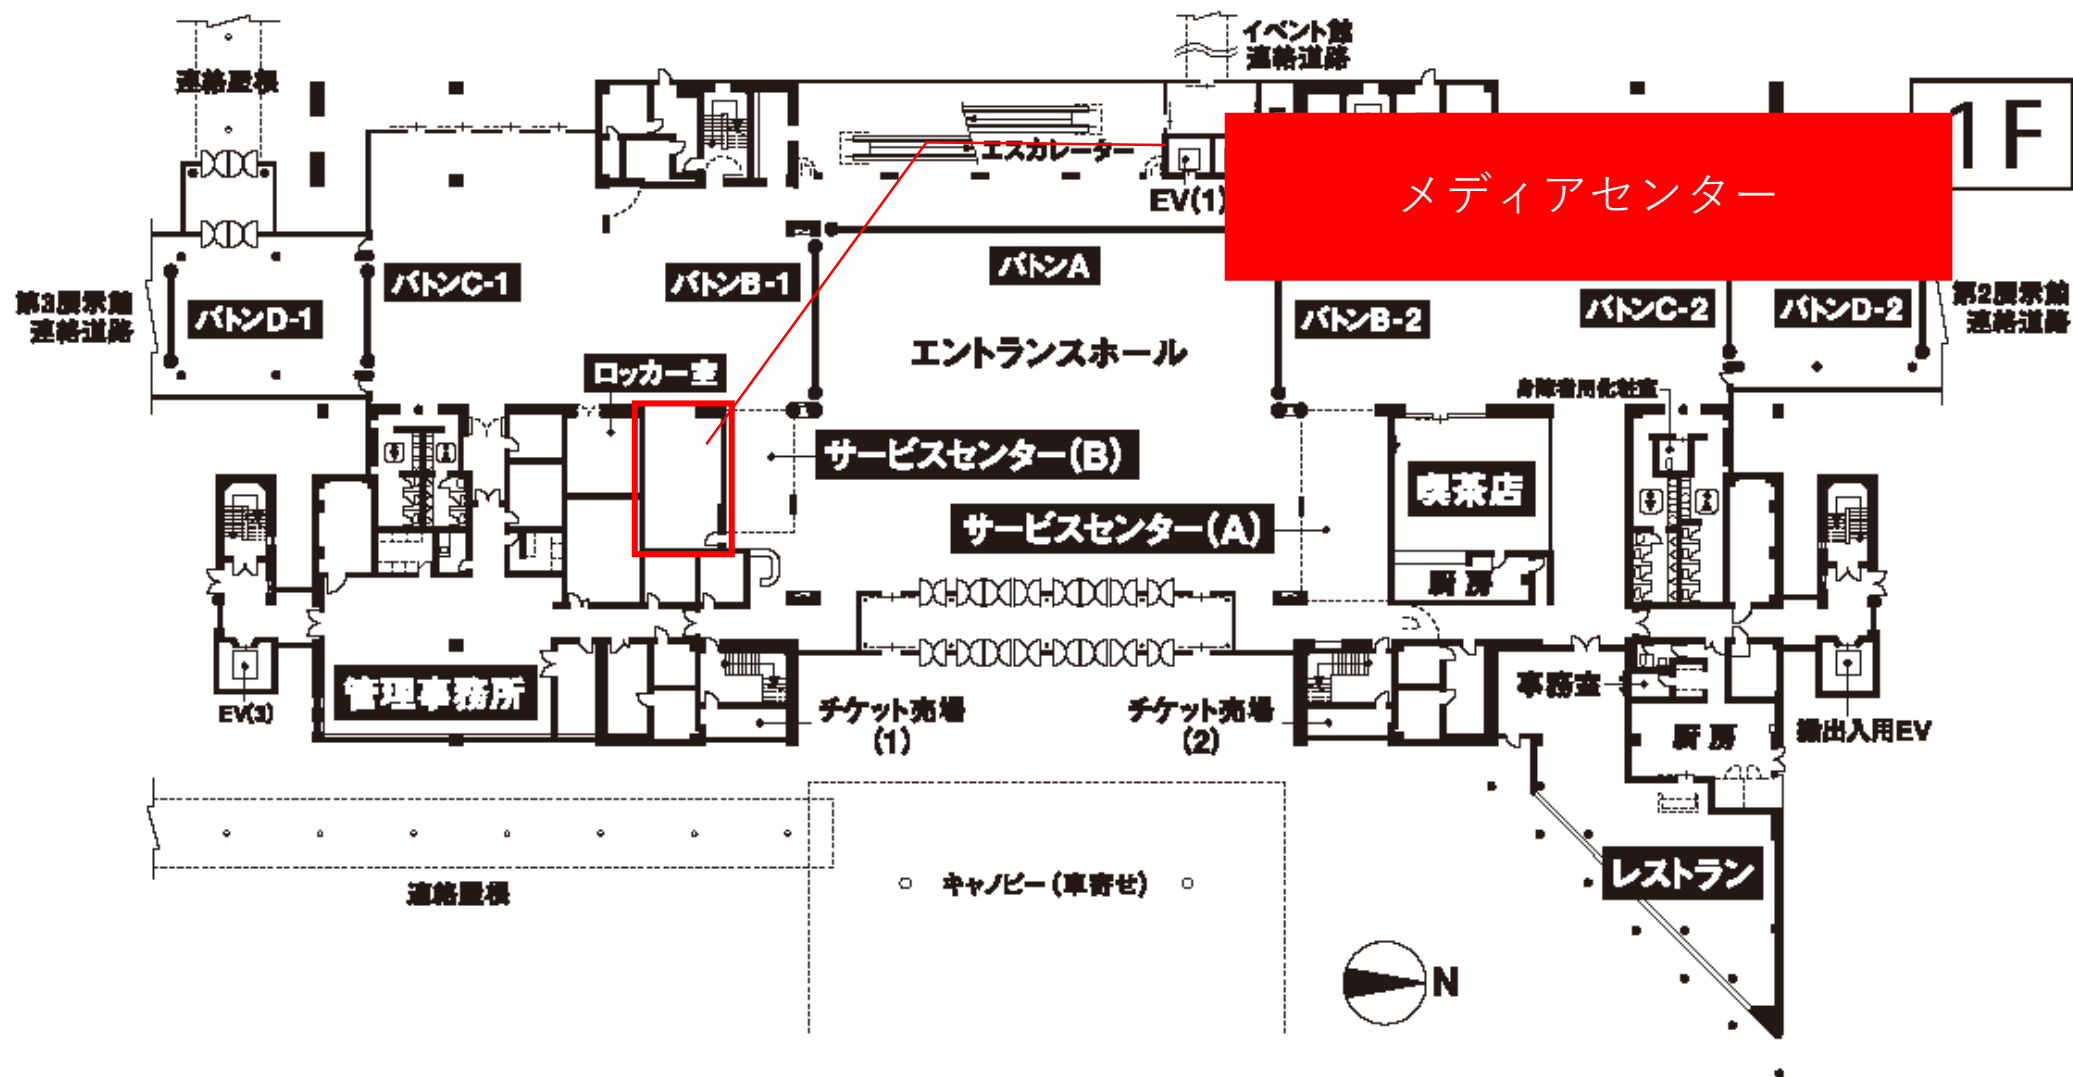 イベント館
連絡道路
連絡屋根
1F
エスカレーター
メディアセンター
EV(1)
バトンA
バトンC-1
バトンB-1
第3展示館
連絡道路
バトンD-1
バトンB-2
バトンC-2
バトンD-2
第2展示館
連絡道路
エントランスホール
ロッカー室
身障者用化粧室
サービスセンター(B)
喫茶店
サービスセンター(A)
厨房
管理事務所
事務室
EV(3)
チケット売場
(1)
チケット売場
(2)
厨房
搬出入用EV
レストラン
連絡屋根
キャノピー(車寄せ)
N